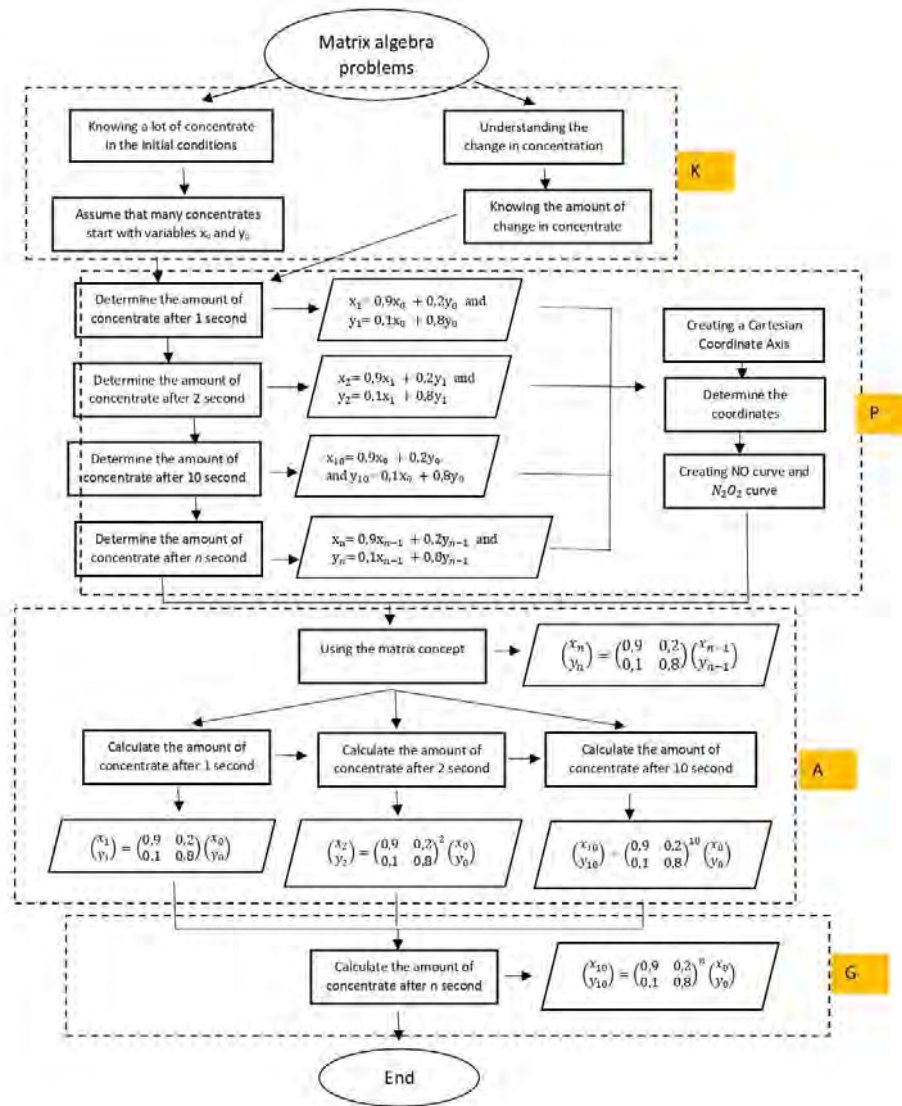 Matrix algebra
problems
Knowing a lot of concentrate
in the initial conditions
Understanding the
change in concentration
K
Assume that many concentrates
start with variables x₀ and y₀
Knowing the amount of
change in concentrate
Determine the amount of
concentrate after 1 second
x₁= 0,9x₀ + 0,2y₀ and
y₁= 0,1x₀ + 0,8y₀
Creating a Cartesian
Coordinate Axis
Determine the amount of
concentrate after 2 second
x₂= 0,9x₁ + 0,2y₁ and
y₂= 0,1x₁ + 0,8y₁
Determine the
coordinates
P
Determine the amount of
concentrate after 10 second
x₁₀= 0,9x₉ + 0,2y₉
and y₁₀= 0,1x₉ + 0,8y₉
Creating NO curve and
N₂O₂ curve
Determine the amount of
concentrate after n second
xₙ= 0,9xₙ₋₁ + 0,2yₙ₋₁ and
yₙ= 0,1xₙ₋₁ + 0,8yₙ₋₁
Using the matrix concept
(xₙ yₙ) = (0,9 0,2 0,1 0,8)(xₙ₋₁ yₙ₋₁)
Calculate the amount of
concentrate after 1 second
Calculate the amount of
concentrate after 2 second
Calculate the amount of
concentrate after 10 second
A
(x₁ y₁) = (0,9 0,2 0,1 0,8)(x₀ y₀)
(x₂ y₂) = (0,9 0,2 0,1 0,8)² (x₀ y₀)
(x₁₀ y₁₀) = (0,9 0,2 0,1 0,8)¹⁰ (x₀ y₀)
Calculate the amount of
concentrate after n second
(x₁₀ y₁₀) = (0,9 0,2 0,1 0,8)ⁿ (x₀ y₀)
G
End